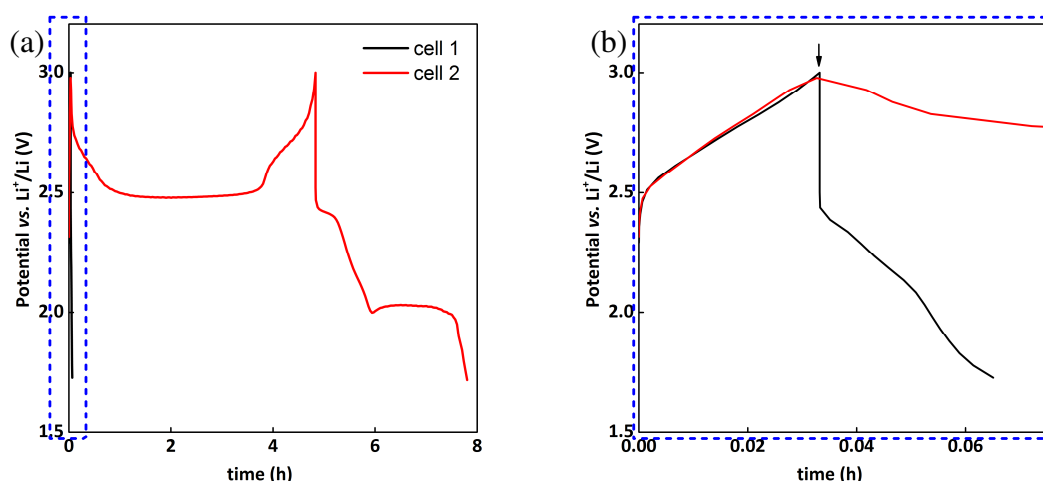 (a)
cell 1
cell 2
Potential vs. Li⁺/Li (V)
3.0
2.5
2.0
1.5
0
2
4
6
8
time (h)
(b)
Potential vs. Li⁺/Li (V)
3.0
2.5
2.0
1.5
0.00
0.02
0.04
0.06
time (h)